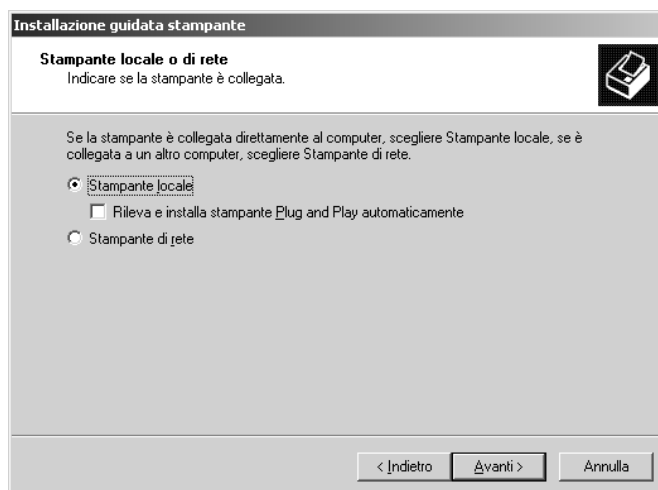 Installazione guidata stampante
Stampante locale o di rete
Indicare se la stampante è collegata.
Se la stampante è collegata direttamente al computer, scegliere Stampante locale, se è
collegata a un altro computer, scegliere Stampante di rete.
Stampante locale
Rileva e installa stampante Plug and Play automaticamente
Stampante di rete
< Indietro Avanti > Annulla